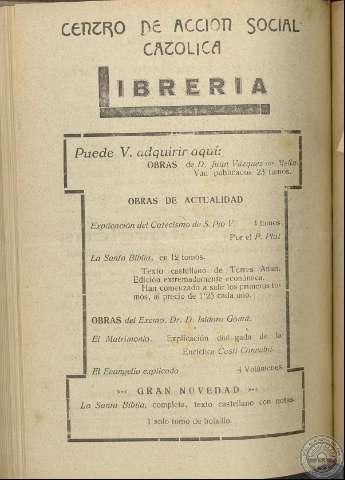 CENTRO DE ACCION SOCIAL
CATOLICA
LIBRERIA
Puede V. adquirir aquí:
OBRAS de D. Juan Vázquez de Mella.
Van publicados 23 tomos.
OBRAS DE ACTUALIDAD
Explicación del Catecismo de S. Pío V. 4 tomos
Por el P. Plat
La Santa Biblia, en 12 tomos.
Texto castellano de Torres Amat.
Edición extremadamente económica.
Han comenzado a salir los primeros to-
mos, al precio de 1'25 cada uno.
OBRAS del Excmo. Dr. D. Isidoro Gomá.
El Matrimonio. Explicación de la
Encíclica Casti Connubii.
El Evangelio explicado 4 Volúmenes
GRAN NOVEDAD
La Santa Biblia, completa, texto castellano con notas
1 solo tomo de bolsillo.